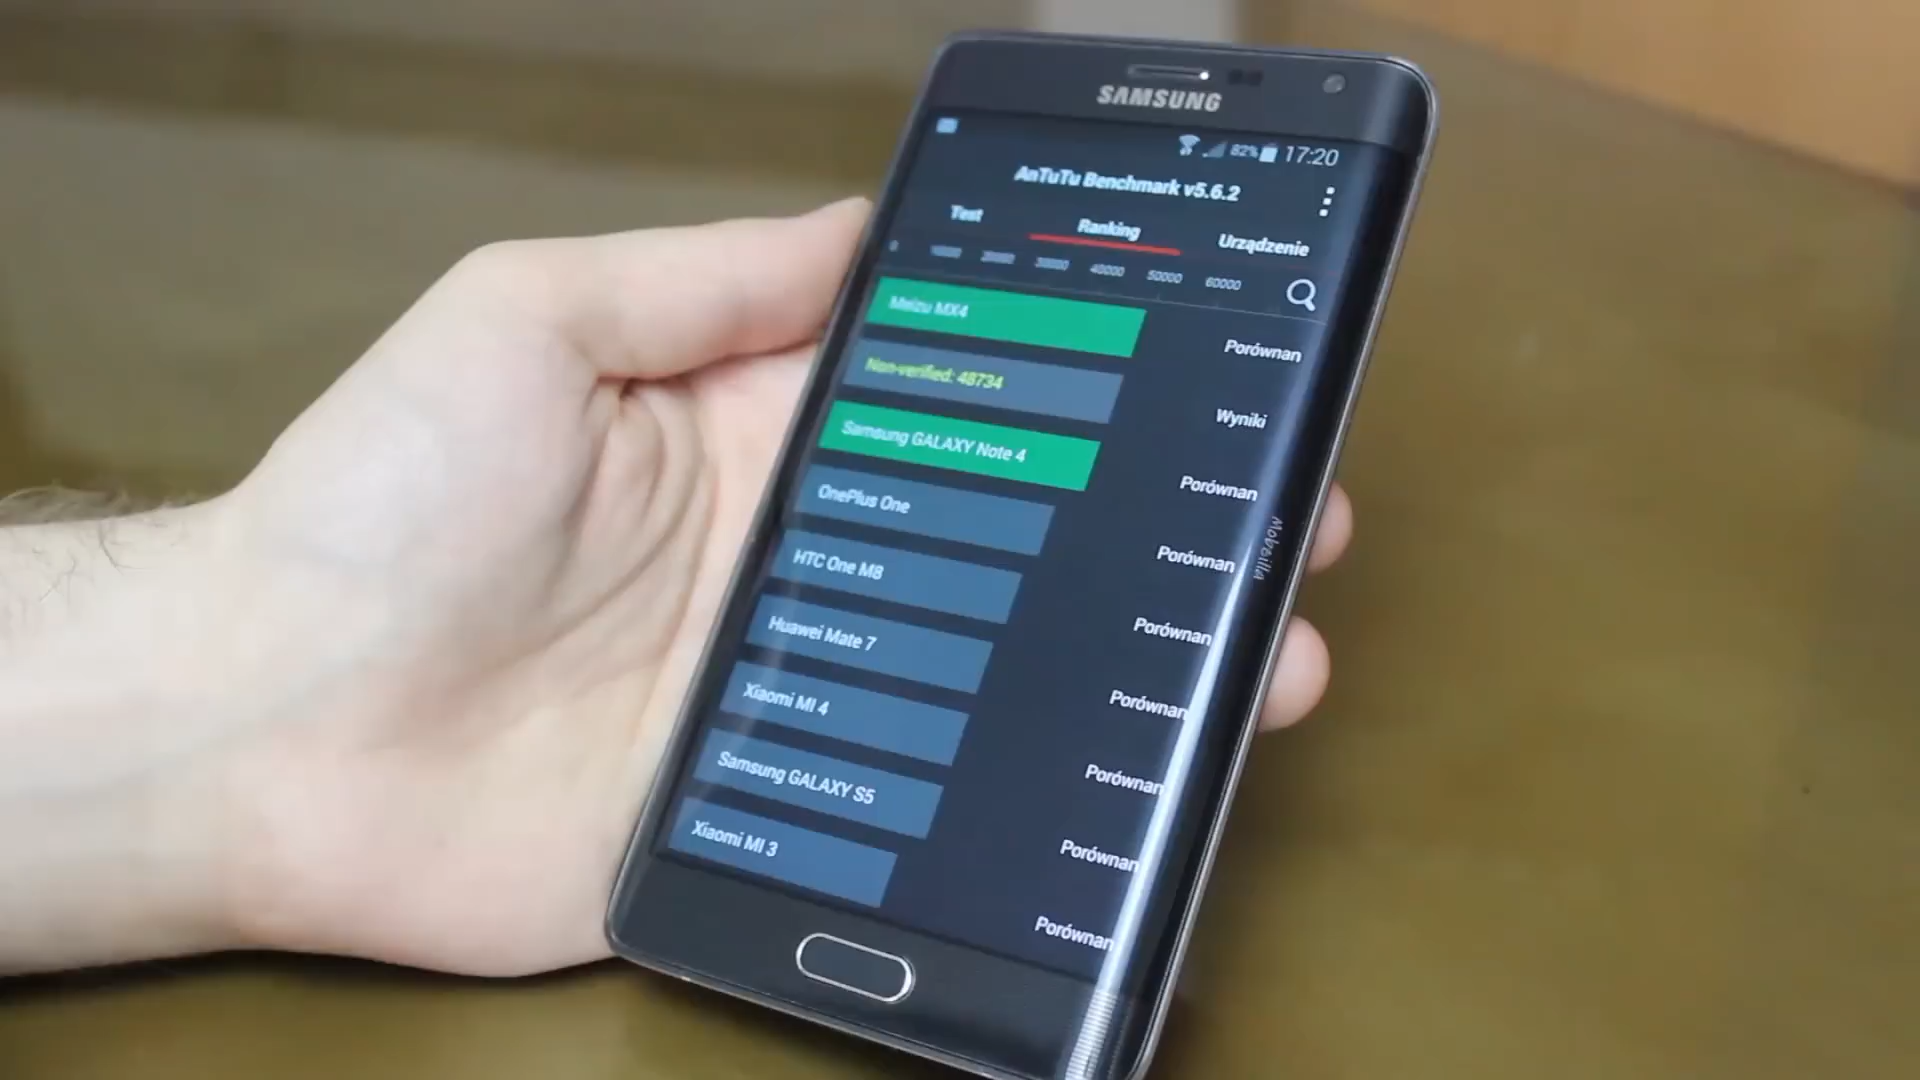 SAMSUNG
82% 17:20
AnTuTu Benchmark v5.6.2
Test Ranking Urządzenie
0 10000 20000 30000 40000 50000 60000
Meizu MX4 Porównan
Non-verified: 48734 Wyniki
Samsung GALAXY Note 4 Porównan
OnePlus One Porównan
HTC One M8 Porównan
Huawei Mate 7 Porównan
Xiaomi MI 4 Porównan
Samsung GALAXY S5 Porównan
Xiaomi MI 3 Porównan